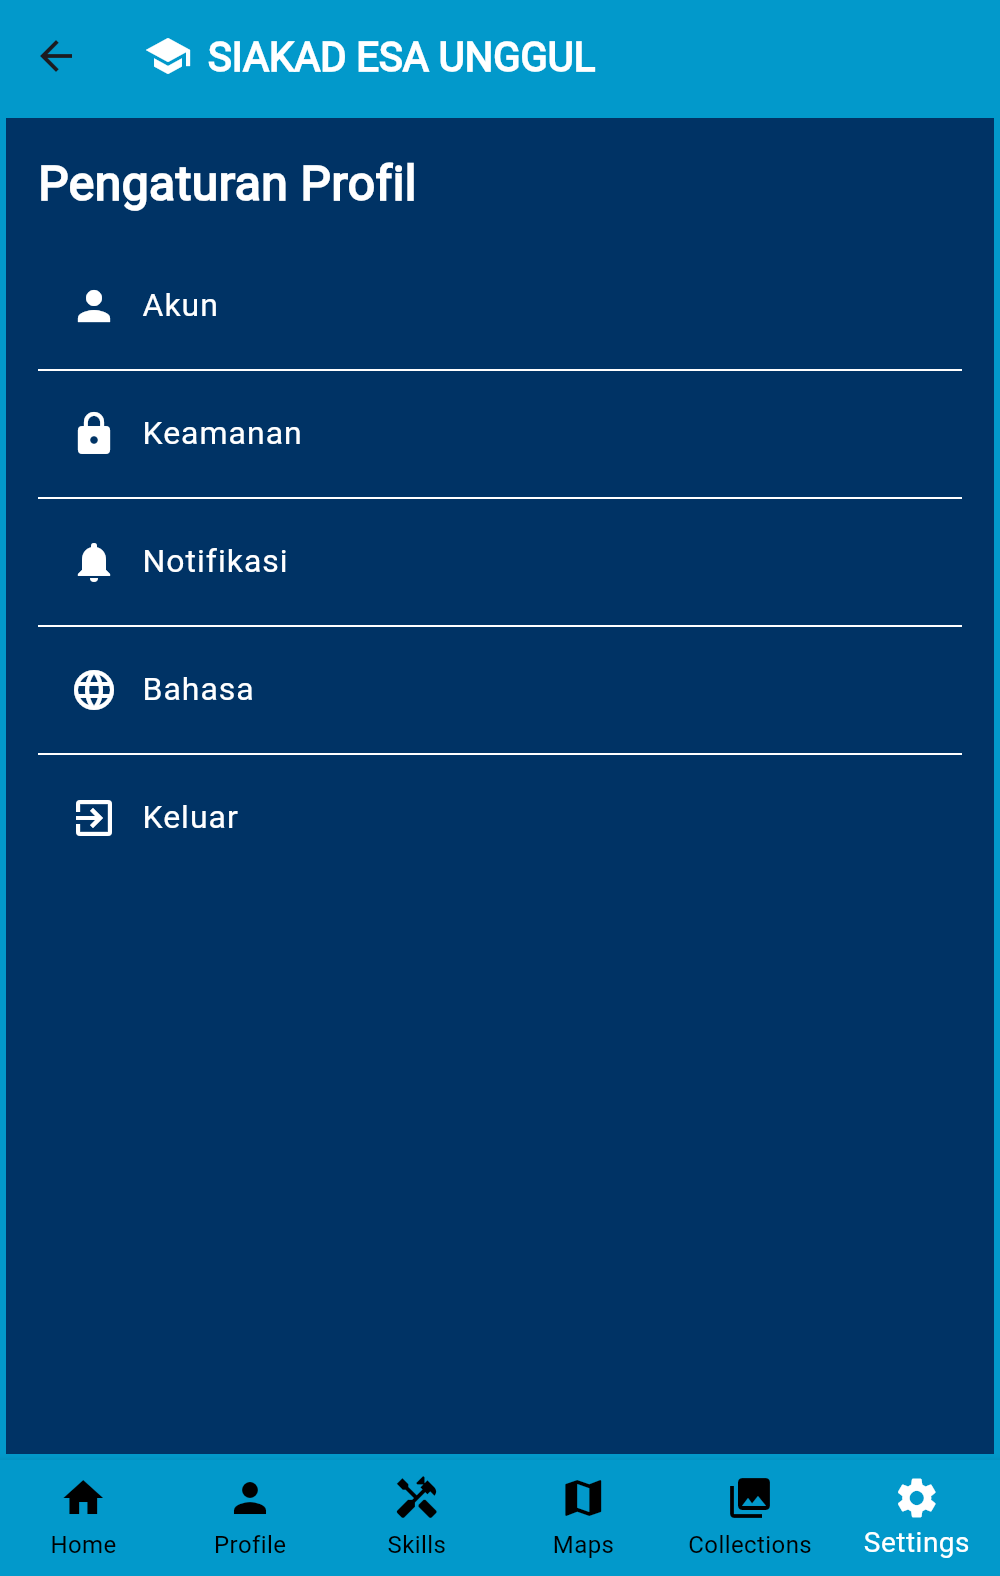 SIAKAD ESA UNGGUL
Pengaturan Profil
Akun
Keamanan
Notifikasi
Bahasa
Keluar
Home Profile Skills Maps Collections Settings